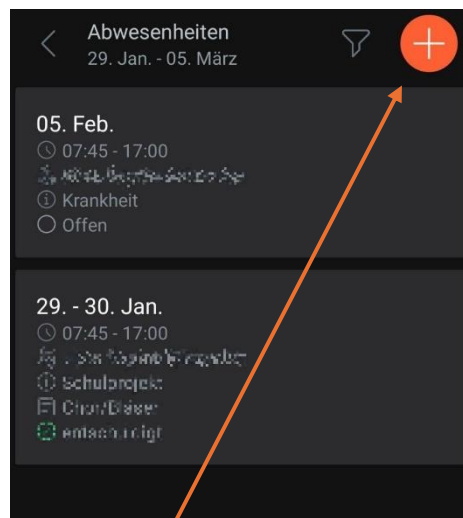 Abwesenheiten
29. Jan. - 05. März
05. Feb.
07:45 - 17:00
Krankheit
Offen
29. - 30. Jan.
07:45 - 17:00
Schulprojekt
Chor/Bläser
entschuldigt